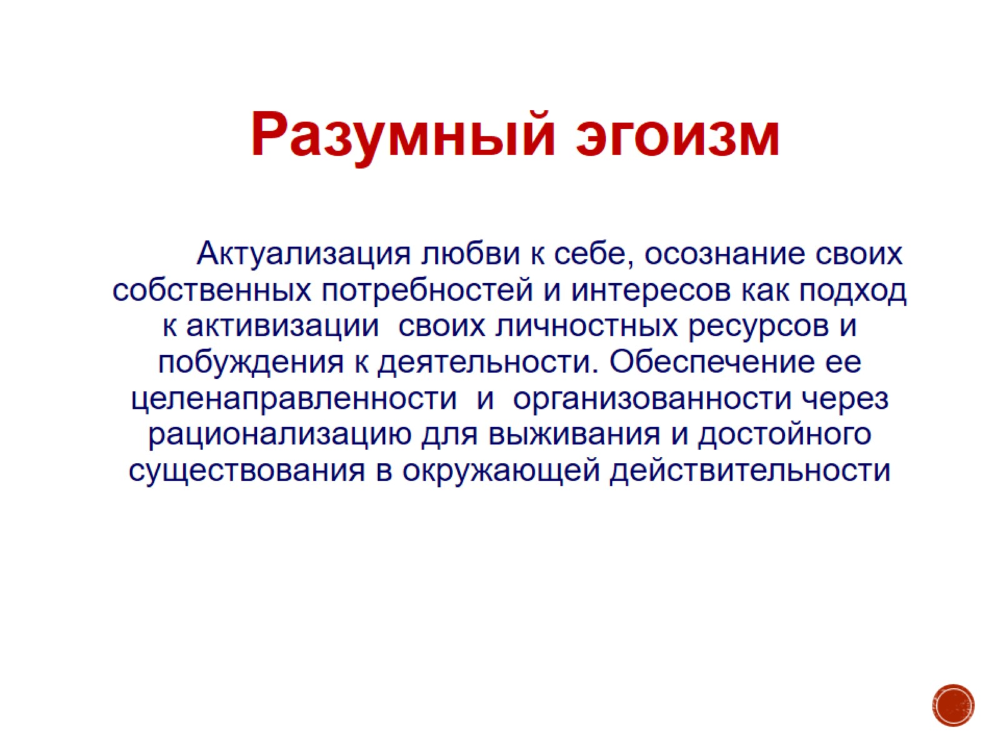 Разумный эгоизм
Актуализация любви к себе, осознание своих
собственных потребностей и интересов как подход
к активизации  своих личностных ресурсов и
побуждения к деятельности. Обеспечение ее
целенаправленности  и  организованности через
рационализацию для выживания и достойного
существования в окружающей действительности